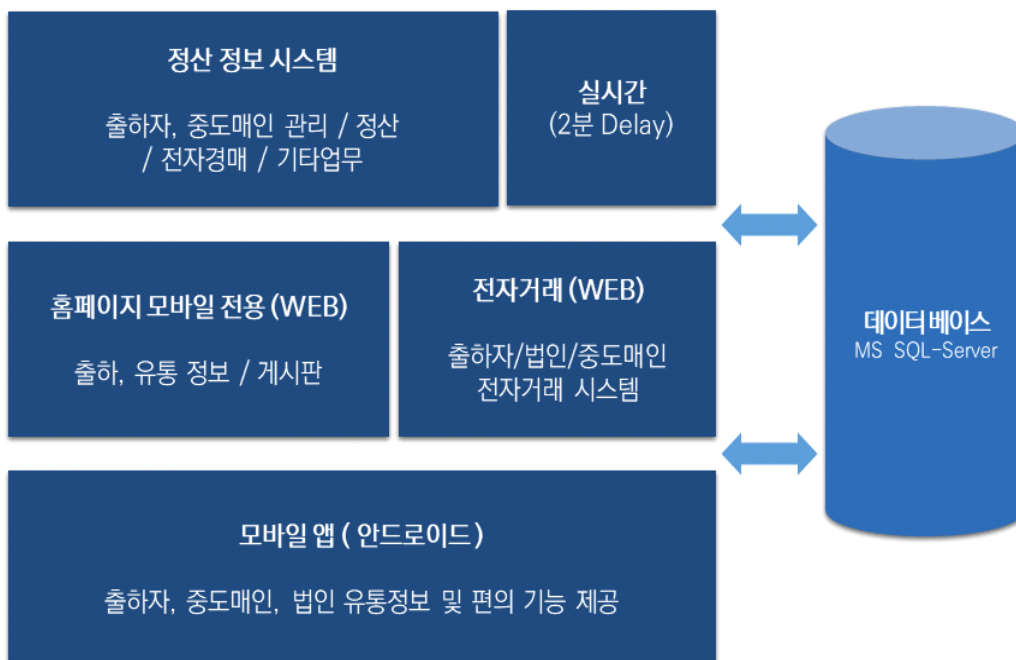 정산 정보 시스템
출하자, 중도매인 관리 / 정산
/ 전자경매 / 기타업무
실시간
(2분 Delay)
홈페이지 모바일 전용 (WEB)
출하, 유통 정보 / 게시판
전자거래 (WEB)
출하자/법인/중도매인
전자거래 시스템
데이터 베이스
MS SQL-Server
모바일 앱 ( 안드로이드 )
출하자, 중도매인, 법인 유통정보 및 편의 기능 제공